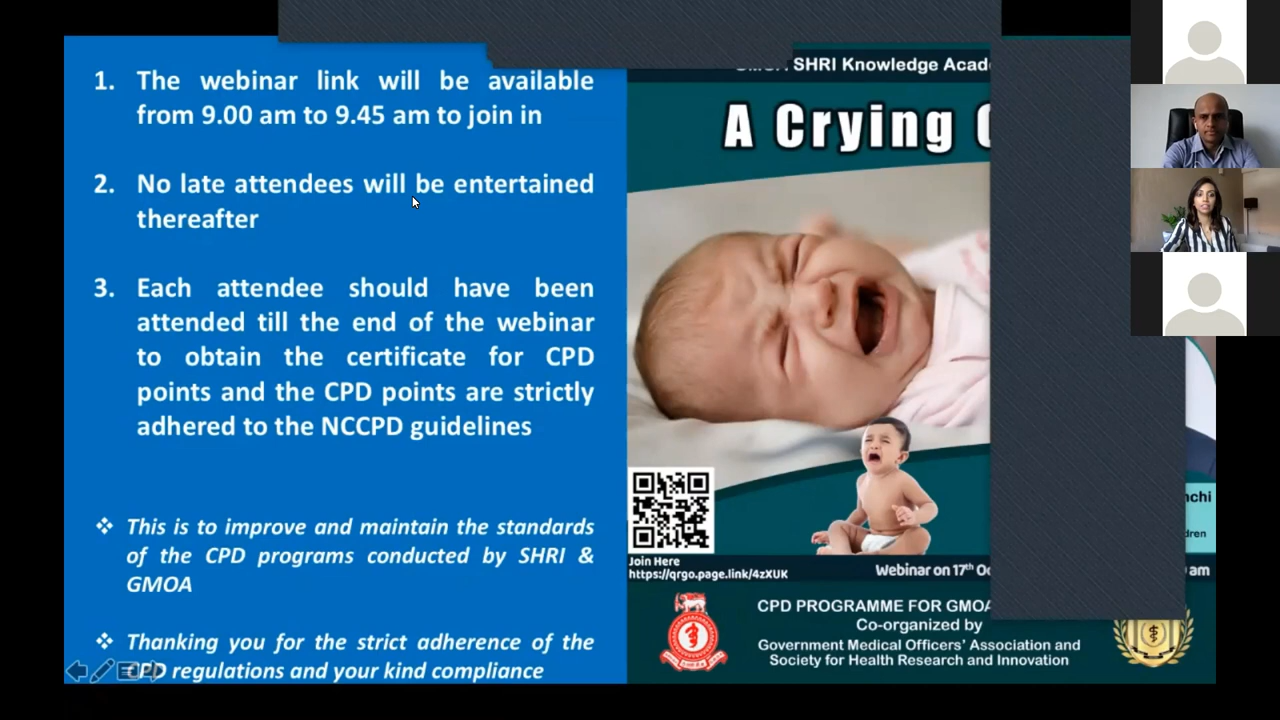 1. The webinar link will be available
from 9.00 am to 9.45 am to join in
2. No late attendees will be entertained
thereafter
3. Each attendee should have been
attended till the end of the webinar
to obtain the certificate for CPD
points and the CPD points are strictly
adhered to the NCCPD guidelines
❖ This is to improve and maintain the standards
of the CPD programs conducted by SHRI &
GMOA
❖ Thanking you for the strict adherence of the
CPD regulations and your kind compliance
SHRI Knowledge
A Crying
Join Here
https://qrgo.page.link/4zXUK
Webinar on 17th
am
CPD PROGRAMME FOR
Co-organized by
Government Medical Officers' Association and
Society for Health Research and Innovation